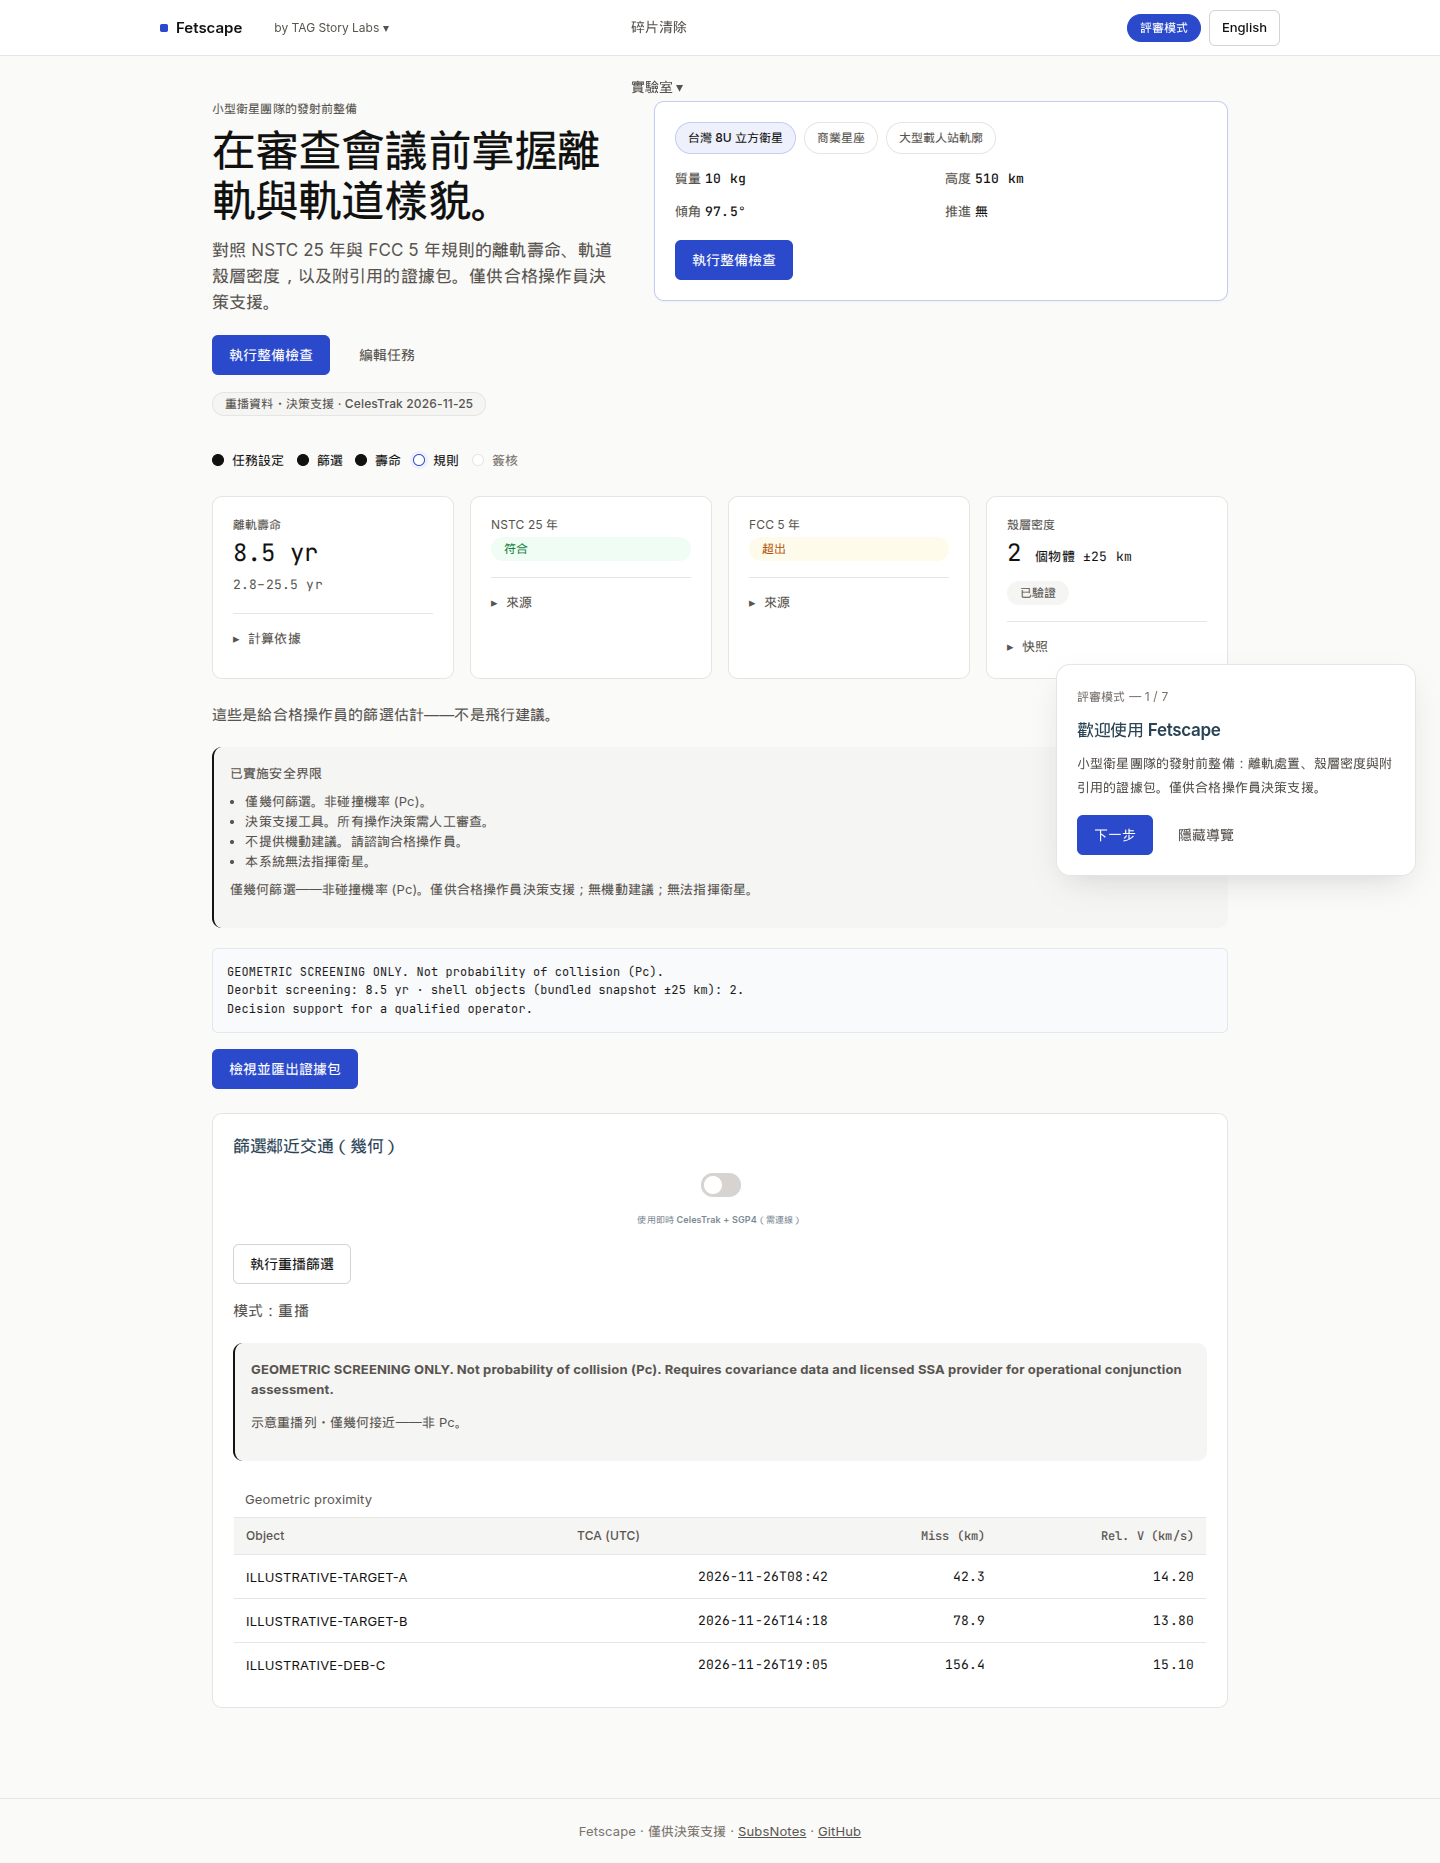 Fetscape
by TAG Story Labs ▾
碎片清除
評審模式
English
實驗室 ▾
小型衛星團隊的發射前整備
在審查會議前掌握離
軌與軌道樣貌。
對照 NSTC 25 年與 FCC 5 年規則的離軌壽命、軌道
殼層密度，以及附引用的證據包。僅供合格操作員決
策支援。
執行整備檢查
編輯任務
重播資料・決策支援 · CelesTrak 2026-11-25
台灣 8U 立方衛星
商業星座
大型載人站軌廓
質量 10 kg
高度 510 km
傾角 97.5°
推進 無
執行整備檢查
任務設定
篩選
壽命
規則
簽核
離軌壽命
8.5 yr
2.8–25.5 yr
▸ 計算依據
NSTC 25 年
符合
▸ 來源
FCC 5 年
超出
▸ 來源
殼層密度
2 個物體 ±25 km
已驗證
▸ 快照
這些是給合格操作員的篩選估計——不是飛行建議。
評審模式 — 1 / 7
歡迎使用 Fetscape
小型衛星團隊的發射前整備：離軌處置、殼層密度與附
引用的證據包。僅供合格操作員決策支援。
下一步
隱藏導覽
已實施安全界限
• 僅幾何篩選。非碰撞機率 (Pc)。
• 決策支援工具。所有操作決策需人工審查。
• 不提供機動建議。請諮詢合格操作員。
• 本系統無法指揮衛星。
僅幾何篩選——非碰撞機率 (Pc)。僅供合格操作員決策支援；無機動建議；無法指揮衛星。
GEOMETRIC SCREENING ONLY. Not probability of collision (Pc).
Deorbit screening: 8.5 yr · shell objects (bundled snapshot ±25 km): 2.
Decision support for a qualified operator.
檢視並匯出證據包
篩選鄰近交通（幾何）
使用即時 CelesTrak + SGP4（需連線）
執行重播篩選
模式：重播
GEOMETRIC SCREENING ONLY. Not probability of collision (Pc). Requires covariance data and licensed SSA provider for operational conjunction
assessment.
示意重播列・僅幾何接近——非 Pc。
Geometric proximity
Object TCA (UTC) Miss (km) Rel. V (km/s)
ILLUSTRATIVE-TARGET-A 2026-11-26T08:42 42.3 14.20
ILLUSTRATIVE-TARGET-B 2026-11-26T14:18 78.9 13.80
ILLUSTRATIVE-DEB-C 2026-11-26T19:05 156.4 15.10
Fetscape · 僅供決策支援 · SubsNotes · GitHub